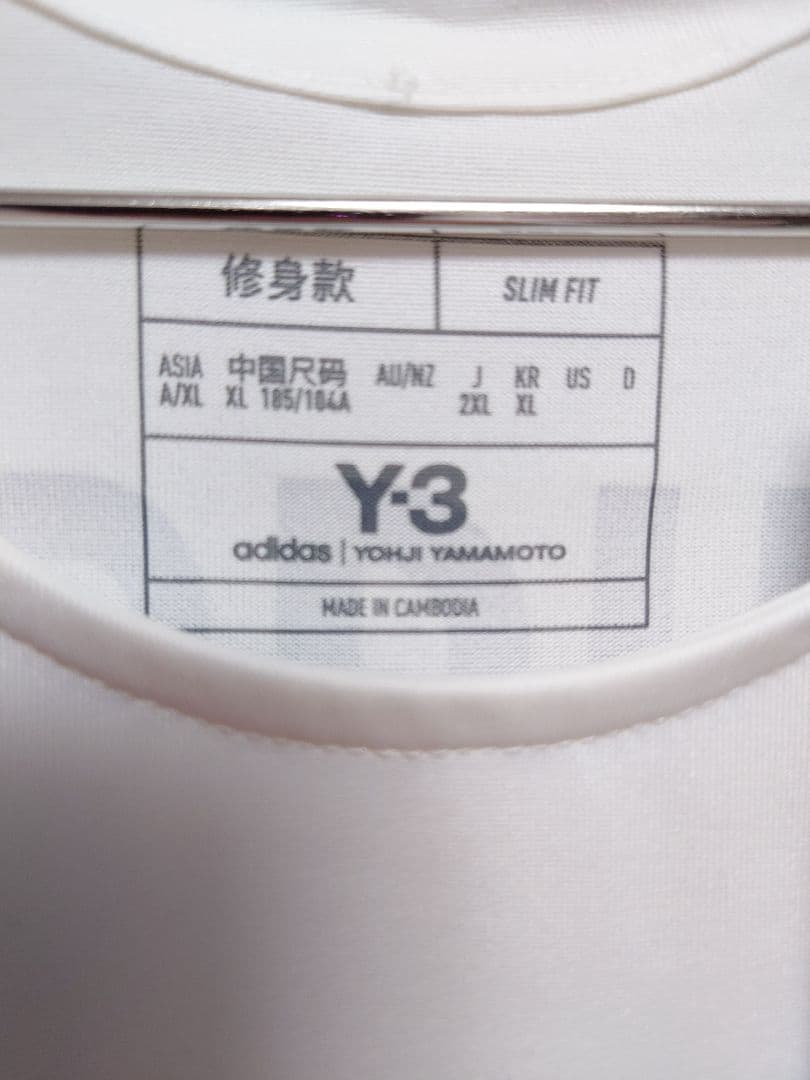 修身款 SLIM FIT
ASIA 中国尺码 AU/NZ J KR US D
A/XL XL 185/104A 2XL XL
Y-3
adidas | YOHJI YAMAMOTO
MADE IN CAMBODIA